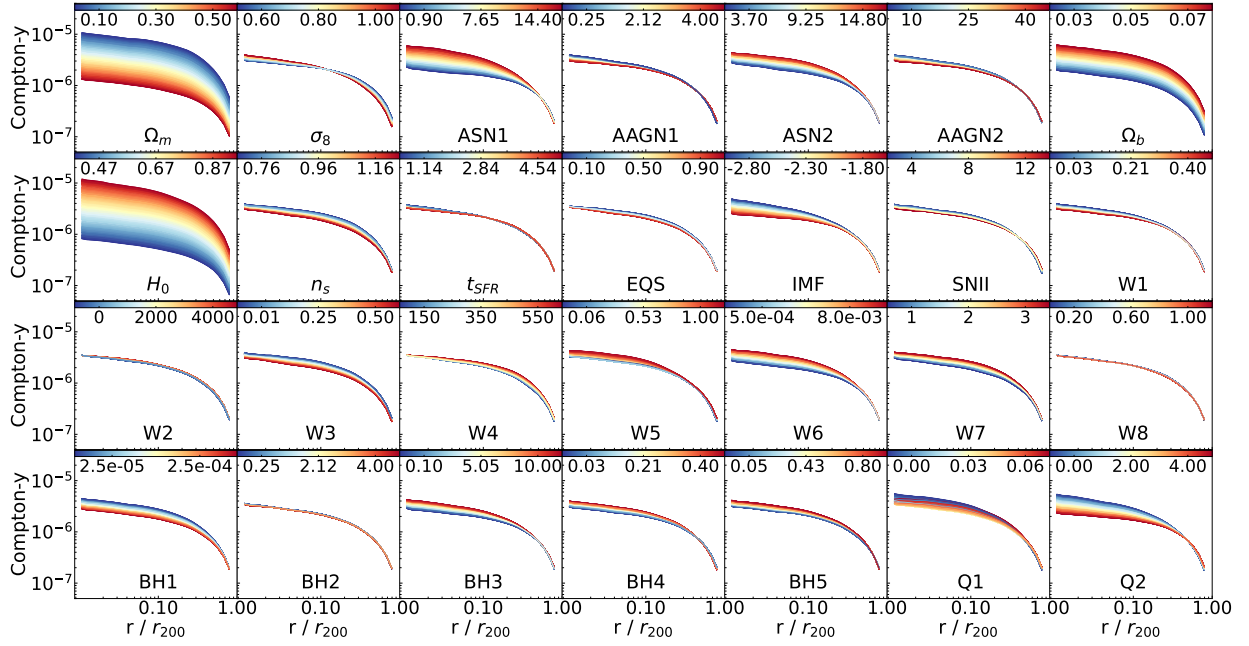 0.10 0.30 0.50 0.60 0.80 1.00 0.90 7.65 14.40 0.25 2.12 4.00 3.70 9.25 14.80 10 25 40 0.03 0.05 0.07
Compton-y
10⁻⁵
10⁻⁶
10⁻⁷
Ωₘ σ₈ ASN1 AAGN1 ASN2 AAGN2 Ω_b
0.47 0.67 0.87 0.76 0.96 1.16 1.14 2.84 4.54 0.10 0.50 0.90 -2.80 -2.30 -1.80 4 8 12 0.03 0.21 0.40
Compton-y
10⁻⁵
10⁻⁶
10⁻⁷
H₀ nₛ t_SFR EQS IMF SNII W1
0 2000 4000 0.01 0.25 0.50 150 350 550 0.06 0.53 1.00 5.0e-04 8.0e-03 1 2 3 0.20 0.60 1.00
Compton-y
10⁻⁵
10⁻⁶
10⁻⁷
W2 W3 W4 W5 W6 W7 W8
2.5e-05 2.5e-04 0.25 2.12 4.00 0.10 5.05 10.00 0.03 0.21 0.40 0.05 0.43 0.80 0.00 0.03 0.06 0.00 2.00 4.00
Compton-y
10⁻⁵
10⁻⁶
10⁻⁷
BH1 BH2 BH3 BH4 BH5 Q1 Q2
0.10 1.00 0.10 1.00 0.10 1.00 0.10 1.00 0.10 1.00 0.10 1.00 0.10 1.00
r / r₂₀₀ r / r₂₀₀ r / r₂₀₀ r / r₂₀₀ r / r₂₀₀ r / r₂₀₀ r / r₂₀₀